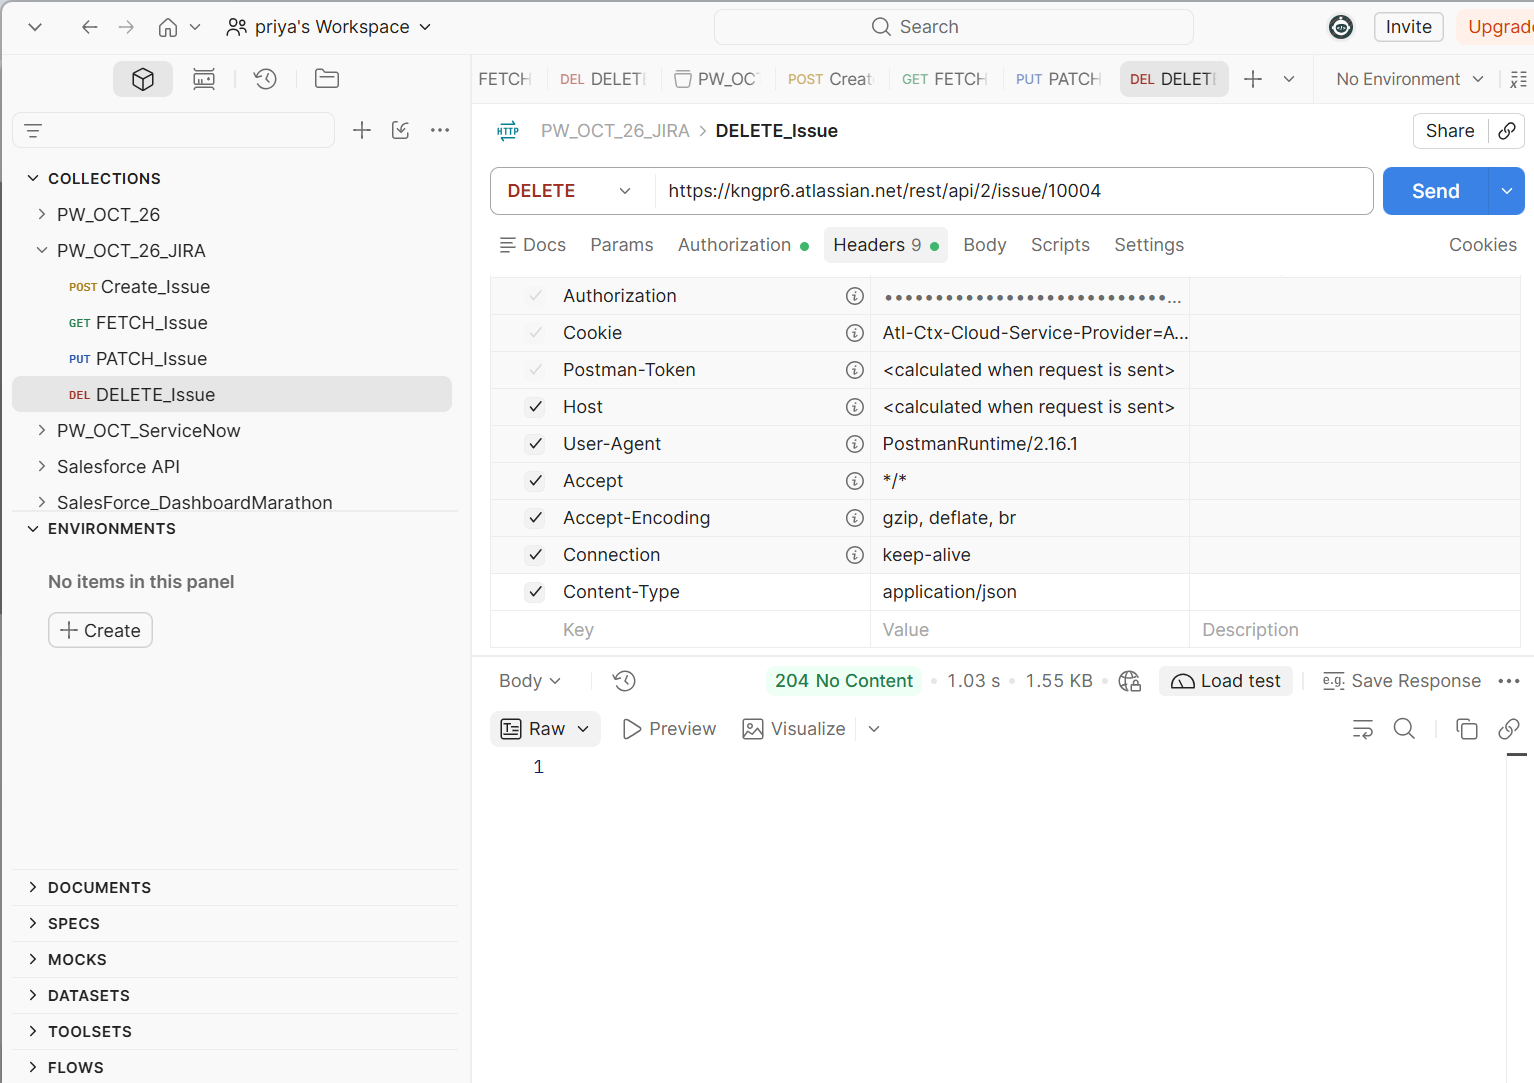 priya's Workspace
Search
Invite
Upgrad
FETCH
DEL DELET
PW_OC
POST Creat
GET FETCH
PUT PATCH
DEL DELET
No Environment
COLLECTIONS
PW_OCT_26
PW_OCT_26_JIRA
POST Create_Issue
GET FETCH_Issue
PUT PATCH_Issue
DEL DELETE_Issue
PW_OCT_ServiceNow
Salesforce API
SalesForce_DashboardMarathon
ENVIRONMENTS
No items in this panel
Create
DOCUMENTS
SPECS
MOCKS
DATASETS
TOOLSETS
FLOWS
HTTP PW_OCT_26_JIRA > DELETE_Issue
Share
DELETE https://kngpr6.atlassian.net/rest/api/2/issue/10004
Send
Docs Params Authorization Headers 9 Body Scripts Settings Cookies
Authorization ••••••••••••••••••••••••••••...
Cookie Atl-Ctx-Cloud-Service-Provider=A...
Postman-Token <calculated when request is sent>
Host <calculated when request is sent>
User-Agent PostmanRuntime/2.16.1
Accept */*
Accept-Encoding gzip, deflate, br
Connection keep-alive
Content-Type application/json
Key Value Description
Body 204 No Content • 1.03 s • 1.55 KB • Load test e.g. Save Response
Raw Preview Visualize
1